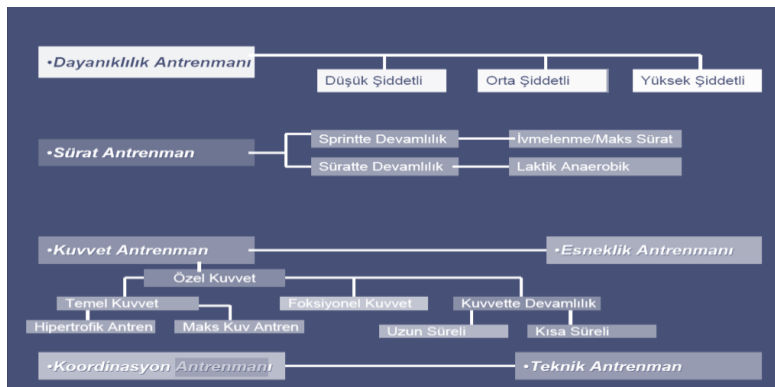 •Dayanıklılık Antrenmanı
Düşük Şiddetli
Orta Şiddetli
Yüksek Şiddetli
Sprintte Devamlılık
İvmelenme/Maks Sürat
•Sürat Antrenman
Süratte Devamlılık
Laktik Anaerobik
•Kuvvet Antrenman
•Esneklik Antrenmanı
Özel Kuvvet
Temel Kuvvet
Foksiyonel Kuvvet
Kuvvette Devamlılık
Hipertrofik Antren
Maks Kuv Antren
Uzun Süreli
Kısa Süreli
•Koordinasyon Antrenmanı
•Teknik Antrenman